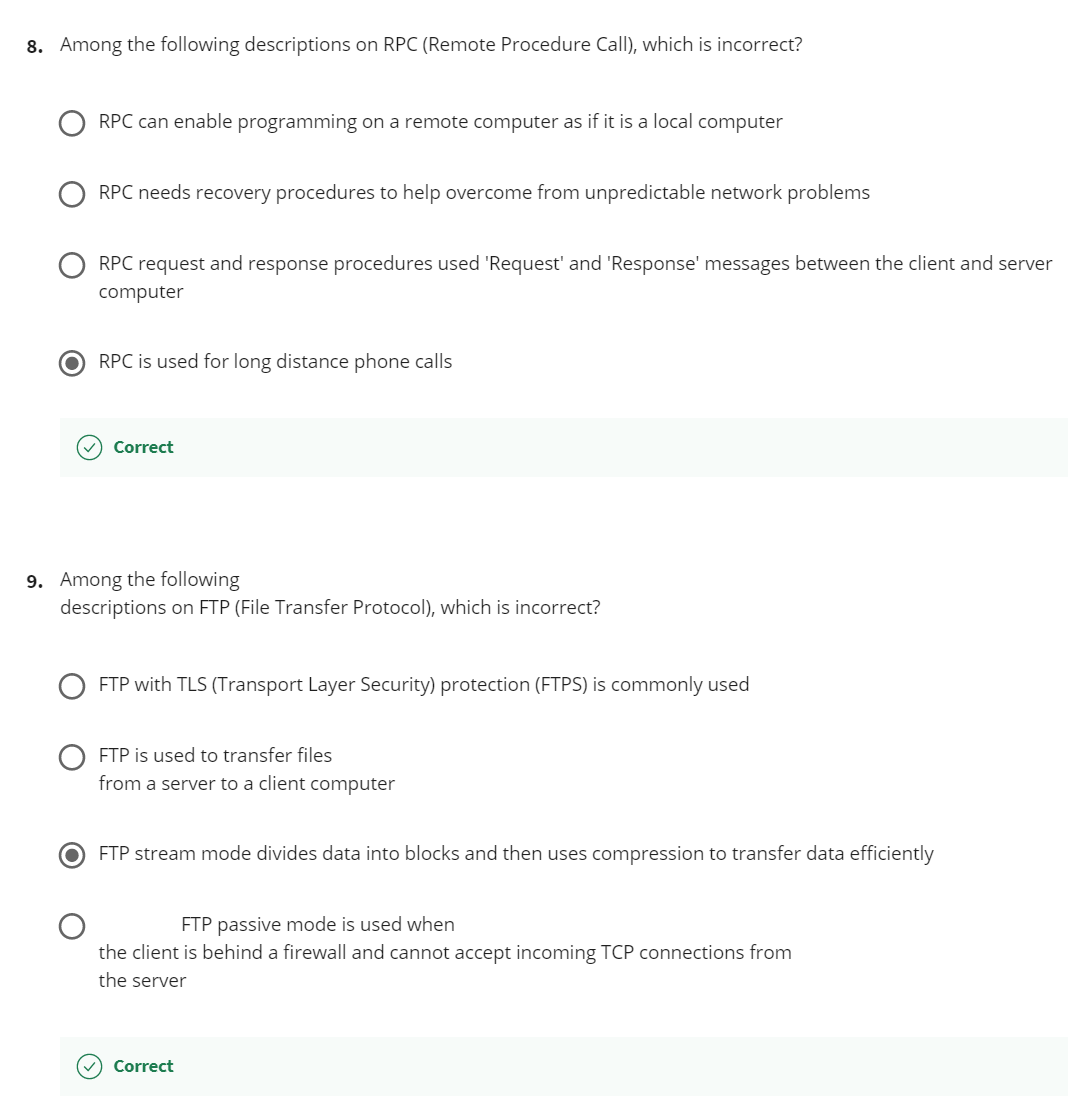 8. Among the following descriptions on RPC (Remote Procedure Call), which is incorrect?
RPC can enable programming on a remote computer as if it is a local computer
RPC needs recovery procedures to help overcome from unpredictable network problems
RPC request and response procedures used 'Request' and 'Response' messages between the client and server
computer
RPC is used for long distance phone calls
Correct
9. Among the following
descriptions on FTP (File Transfer Protocol), which is incorrect?
FTP with TLS (Transport Layer Security) protection (FTPS) is commonly used
FTP is used to transfer files
from a server to a client computer
FTP stream mode divides data into blocks and then uses compression to transfer data efficiently
FTP passive mode is used when
the client is behind a firewall and cannot accept incoming TCP connections from
the server
Correct